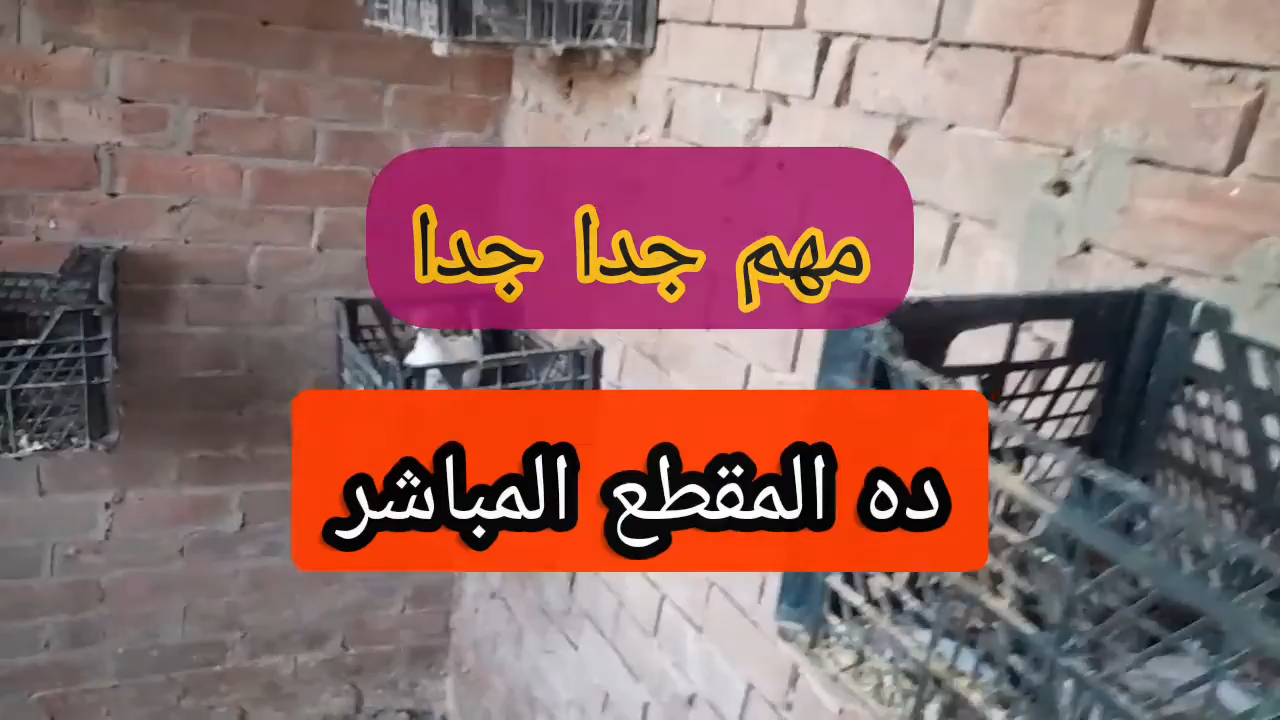 مهم جدا جدا
ده المقطع المباشر